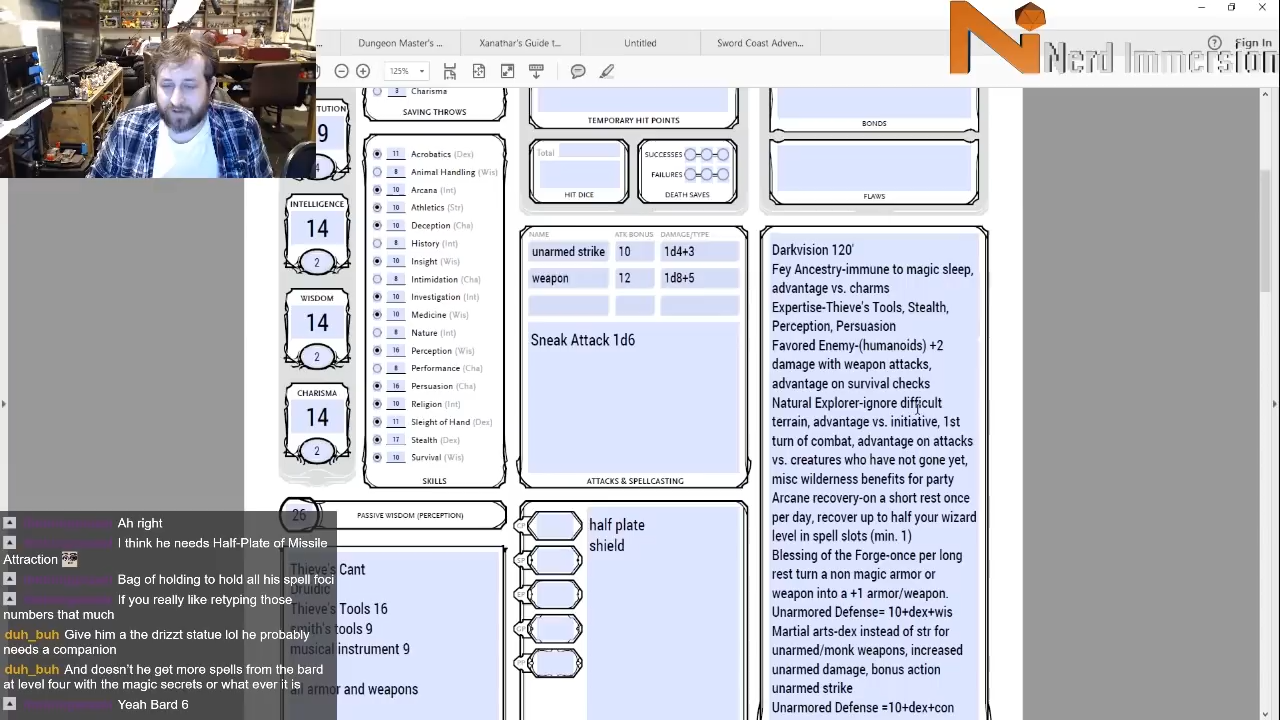 Dungeon Master's ...
Xanathar's Guide t...
Untitled
Sword Coast Adven...
Nerd Immersion
Sign In
125%
3 Charisma
SAVING THROWS
TEMPORARY HIT POINTS
BONDS
9
4
11 Acrobatics (Dex)
8 Animal Handling (Wis)
10 Arcana (Int)
10 Athletics (Str)
10 Deception (Cha)
8 History (Int)
10 Insight (Wis)
8 Intimidation (Cha)
10 Investigation (Int)
10 Medicine (Wis)
8 Nature (Int)
16 Perception (Wis)
8 Performance (Cha)
16 Persuasion (Cha)
10 Religion (Int)
11 Sleight of Hand (Dex)
17 Stealth (Dex)
10 Survival (Wis)
SKILLS
INTELLIGENCE
14
2
WISDOM
14
2
CHARISMA
14
2
Total
HIT DICE
SUCCESSES
FAILURES
DEATH SAVES
FLAWS
NAME ATK BONUS DAMAGE/TYPE
unarmed strike 10 1d4+3
weapon 12 1d8+5
Sneak Attack 1d6
ATTACKS & SPELLCASTING
Darkvision 120'
Fey Ancestry-immune to magic sleep,
advantage vs. charms
Expertise-Thieve's Tools, Stealth,
Perception, Persuasion
Favored Enemy-(humanoids) +2
damage with weapon attacks,
advantage on survival checks
Natural Explorer-ignore difficult
terrain, advantage vs. initiative, 1st
turn of combat, advantage on attacks
vs. creatures who have not gone yet,
misc wilderness benefits for party
Arcane recovery-on a short rest once
per day, recover up to half your wizard
level in spell slots (min. 1)
Blessing of the Forge-once per long
rest turn a non magic armor or
weapon into a +1 armor/weapon.
Unarmored Defense= 10+dex+wis
Martial arts-dex instead of str for
unarmed/monk weapons, increased
unarmed damage, bonus action
unarmed strike
Unarmored Defense =10+dex+con
26 PASSIVE WISDOM (PERCEPTION)
Thieve's Cant
Druidic
Thieve's Tools 16
smith's tools 9
musical instrument 9
armor and weapons
CP
SP
EP
GP
PP
half plate
shield
Ah right
I think he needs Half-Plate of Missile
Attraction
Bag of holding to hold all his spell foci
If you really like retyping those
numbers that much
duh_buh Give him a the drizzt statue lol he probably
needs a companion
duh_buh And doesn't he get more spells from the bard
at level four with the magic secrets or what ever it is
Yeah Bard 6